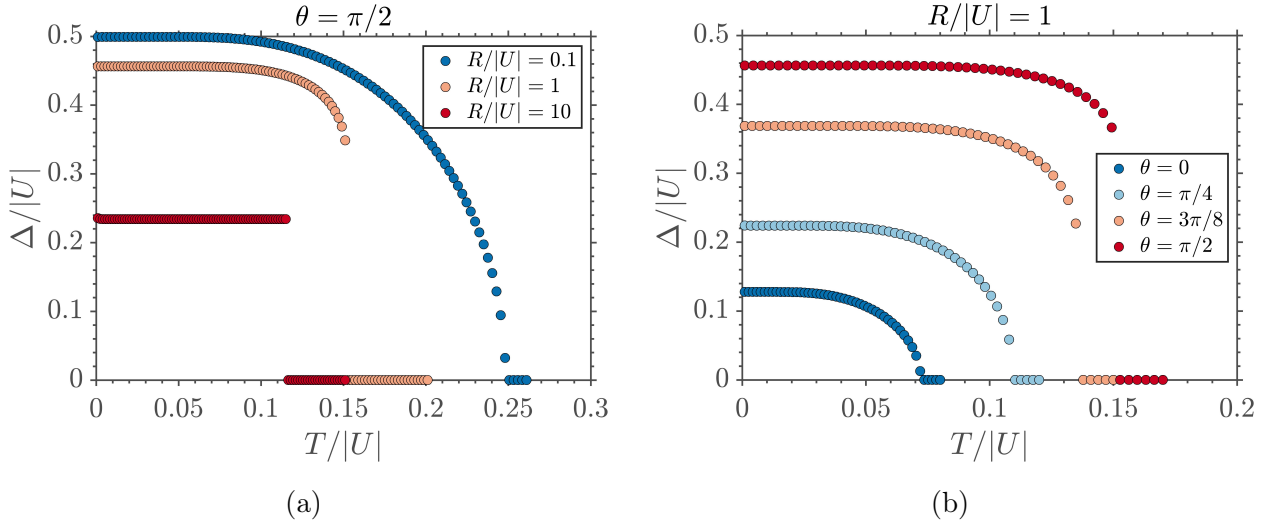 θ = π/2
0.5
0.4
0.3
0.2
0.1
0
Δ/|U|
R/|U| = 0.1
R/|U| = 1
R/|U| = 10
0 0.05 0.1 0.15 0.2 0.25 0.3
T/|U|
(a)
R/|U| = 1
0.5
0.4
0.3
0.2
0.1
0
Δ/|U|
θ = 0
θ = π/4
θ = 3π/8
θ = π/2
0 0.05 0.1 0.15 0.2
T/|U|
(b)